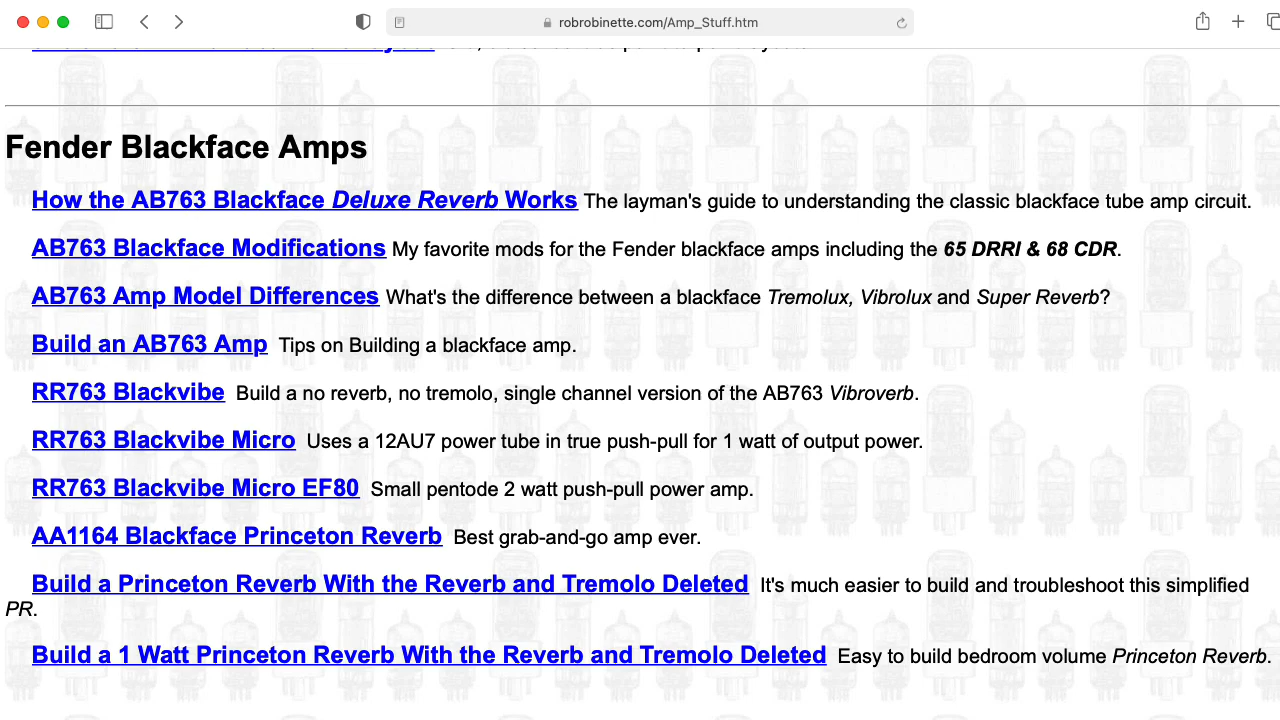 robrobinette.com/Amp_Stuff.htm
Fender Blackface Amps
How the AB763 Blackface Deluxe Reverb Works The layman's guide to understanding the classic blackface tube amp circuit.
AB763 Blackface Modifications My favorite mods for the Fender blackface amps including the 65 DRRI & 68 CDR.
AB763 Amp Model Differences What's the difference between a blackface Tremolux, Vibrolux and Super Reverb?
Build an AB763 Amp Tips on Building a blackface amp.
RR763 Blackvibe Build a no reverb, no tremolo, single channel version of the AB763 Vibroverb.
RR763 Blackvibe Micro Uses a 12AU7 power tube in true push-pull for 1 watt of output power.
RR763 Blackvibe Micro EF80 Small pentode 2 watt push-pull power amp.
AA1164 Blackface Princeton Reverb Best grab-and-go amp ever.
Build a Princeton Reverb With the Reverb and Tremolo Deleted It's much easier to build and troubleshoot this simplified
PR.
Build a 1 Watt Princeton Reverb With the Reverb and Tremolo Deleted Easy to build bedroom volume Princeton Reverb.